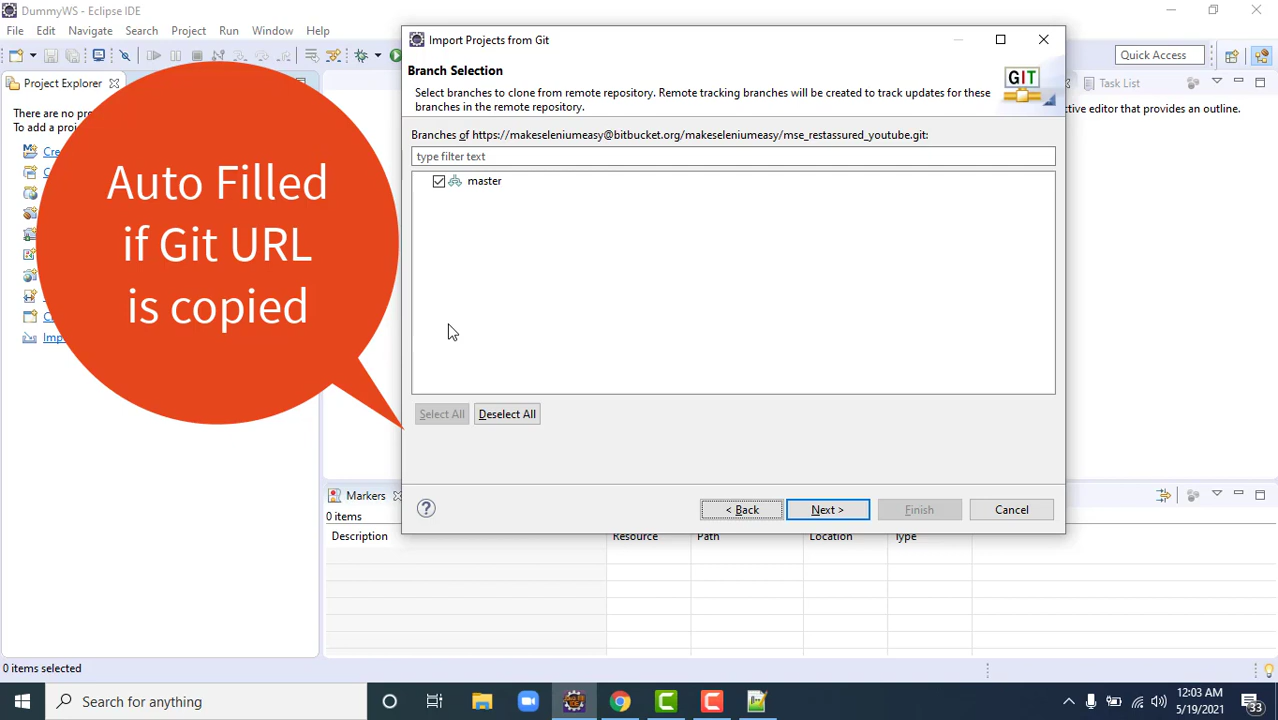 DummyWS - Eclipse IDE
File Edit Navigate Search Project Run Window Help
Quick Access
Project Explorer
There are no pro
To add a proje
Cre
C
C
Imp
Auto Filled
if Git URL
is copied
Import Projects from Git
Branch Selection
GIT
Select branches to clone from remote repository. Remote tracking branches will be created to track updates for these
branches in the remote repository.
Branches of https://makeseleniumeasy@bitbucket.org/makeseleniumeasy/mse_restassured_youtube.git:
type filter text
master
Select All Deselect All
< Back Next > Finish Cancel
Task List
ctive editor that provides an outline.
Markers
0 items
Description Resource Path Location Type
0 items selected
Search for anything
12:03 AM
5/19/2021
33